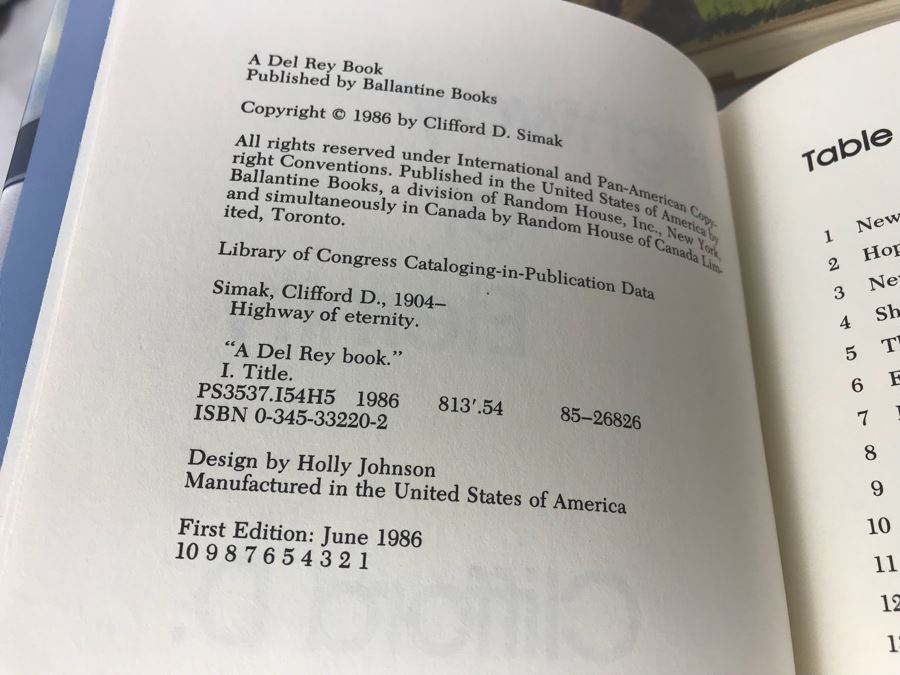 A Del Rey Book
Published by Ballantine Books
Copyright © 1986 by Clifford D. Simak
All rights reserved under International and Pan-American Copy-
right Conventions. Published in the United States of America by
Ballantine Books, a division of Random House, Inc., New York,
and simultaneously in Canada by Random House of Canada Lim-
ited, Toronto.
Library of Congress Cataloging-in-Publication Data
Simak, Clifford D., 1904–
Highway of eternity.
“A Del Rey book.”
I. Title.
PS3537.I54H5 1986 813′.54 85–26826
ISBN 0-345-33220-2
Design by Holly Johnson
Manufactured in the United States of America
First Edition: June 1986
10 9 8 7 6 5 4 3 2 1
Clifford D.
Table
1 New
2 Hop
3 Ne
4 Sh
5 T
6 E
7
8
9
10
11
12